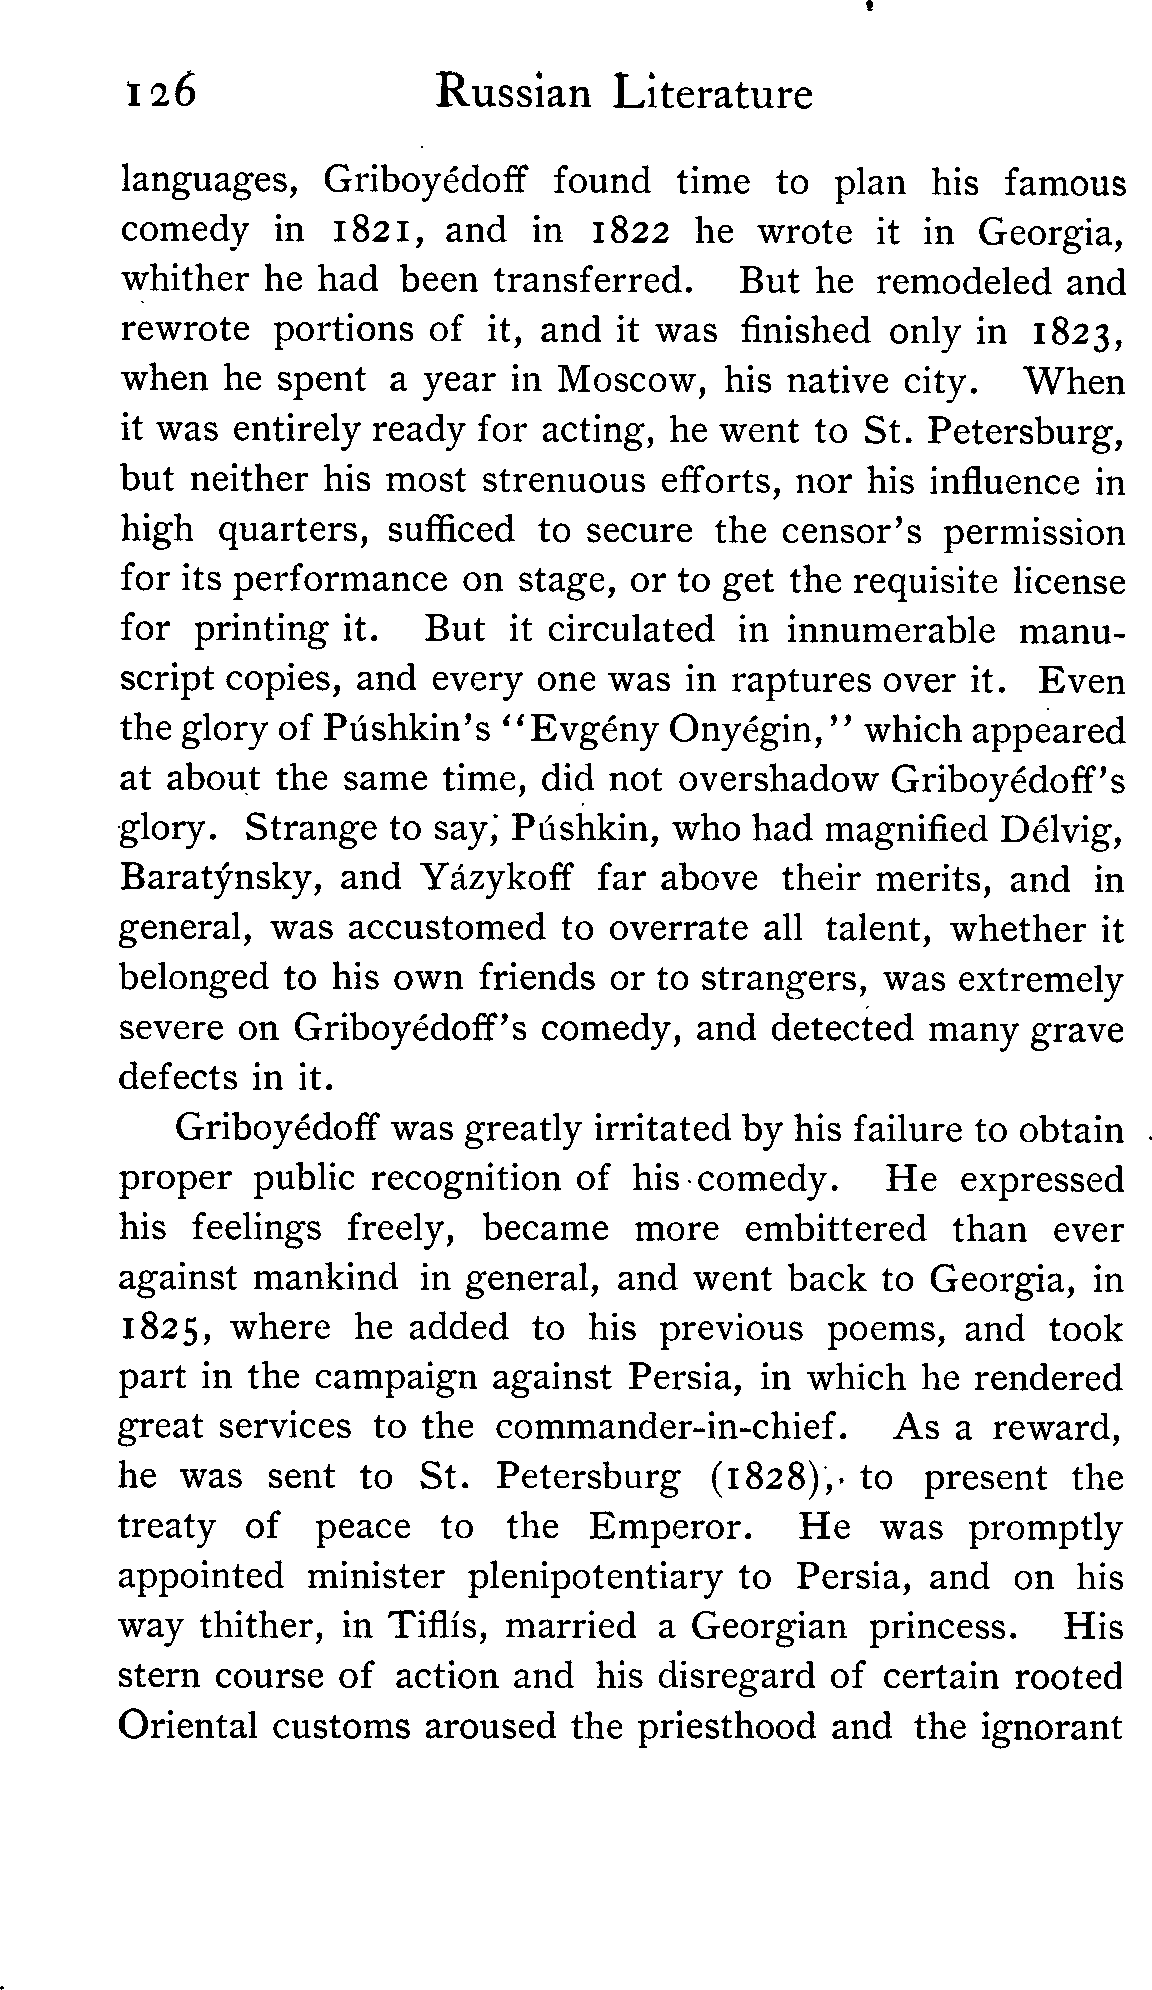 126 Russian Literature
languages, Griboyédoff found time to plan his famous
comedy in 1821, and in 1822 he wrote it in Georgia,
whither he had been transferred. But he remodeled and
rewrote portions of it, and it was finished only in 1823,
when he spent a year in Moscow, his native city. When
it was entirely ready for acting, he went to St. Petersburg,
but neither his most strenuous efforts, nor his influence in
high quarters, sufficed to secure the censor's permission
for its performance on stage, or to get the requisite license
for printing it. But it circulated in innumerable manu-
script copies, and every one was in raptures over it. Even
the glory of Púshkin's "Evgény Onyégin," which appeared
at about the same time, did not overshadow Griboyédoff's
glory. Strange to say, Púshkin, who had magnified Délvig,
Baratýnsky, and Yázykoff far above their merits, and in
general, was accustomed to overrate all talent, whether it
belonged to his own friends or to strangers, was extremely
severe on Griboyédoff's comedy, and detected many grave
defects in it.
Griboyédoff was greatly irritated by his failure to obtain
proper public recognition of his comedy. He expressed
his feelings freely, became more embittered than ever
against mankind in general, and went back to Georgia, in
1825, where he added to his previous poems, and took
part in the campaign against Persia, in which he rendered
great services to the commander-in-chief. As a reward,
he was sent to St. Petersburg (1828), to present the
treaty of peace to the Emperor. He was promptly
appointed minister plenipotentiary to Persia, and on his
way thither, in Tiflís, married a Georgian princess. His
stern course of action and his disregard of certain rooted
Oriental customs aroused the priesthood and the ignorant